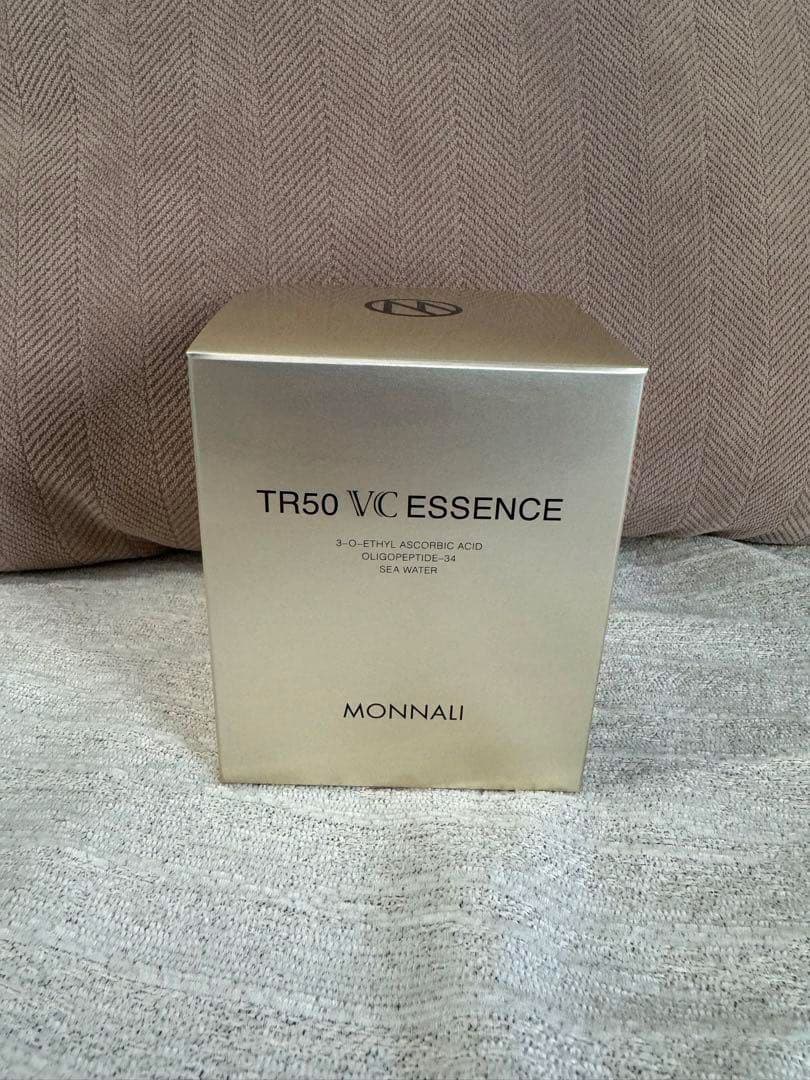 TR50 VC ESSENCE
3-O-ETHYL ASCORBIC ACID
OLIGOPEPTIDE-34
SEA WATER
MONNALI